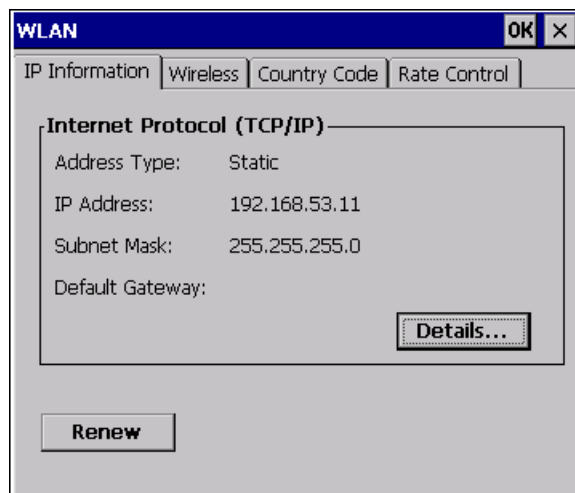 WLAN OK
IP Information Wireless Country Code Rate Control
Internet Protocol (TCP/IP)
Address Type: Static
IP Address: 192.168.53.11
Subnet Mask: 255.255.255.0
Default Gateway:
Details...
Renew